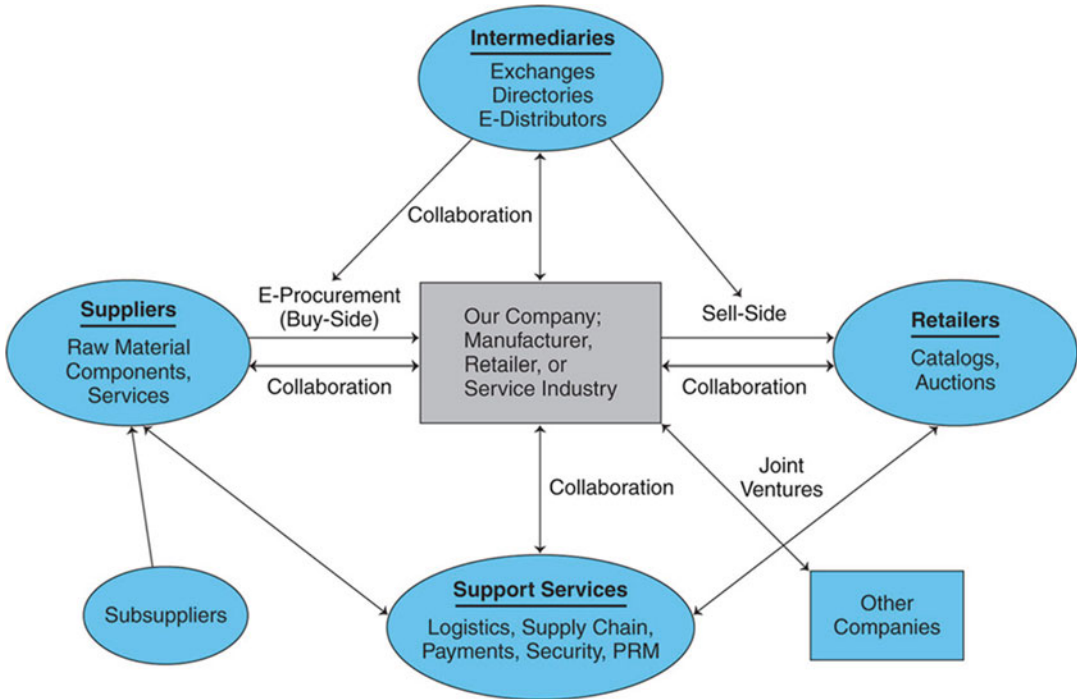 Intermediaries
Exchanges
Directories
E-Distributors
Collaboration
Suppliers
Raw Material
Components,
Services
E-Procurement
(Buy-Side)
Collaboration
Our Company;
Manufacturer,
Retailer, or
Service Industry
Sell-Side
Collaboration
Retailers
Catalogs,
Auctions
Collaboration
Joint
Ventures
Subsuppliers
Support Services
Logistics, Supply Chain,
Payments, Security, PRM
Other
Companies